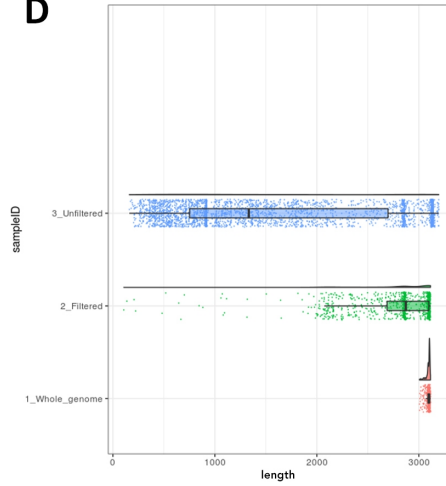 D
sampleID
3_Unfiltered
2_Filtered
1_Whole_genome
0 1000 2000 3000
length